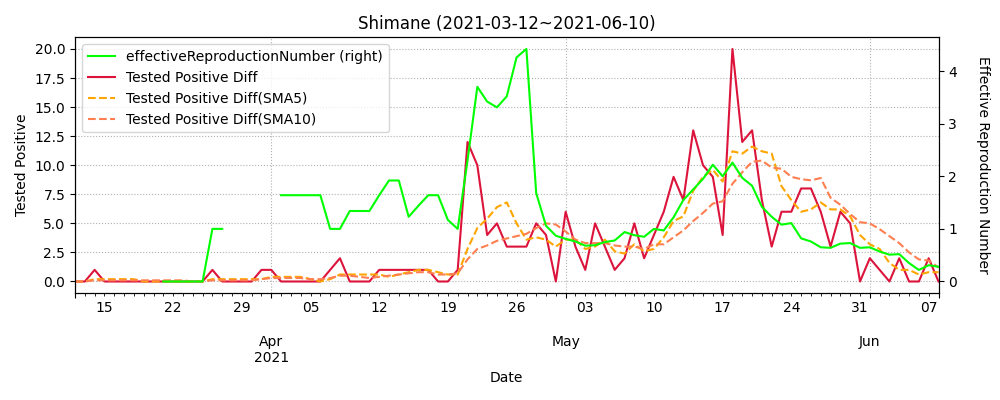 Shimane (2021-03-12~2021-06-10)
effectiveReproductionNumber (right)
Tested Positive Diff
Tested Positive Diff(SMA5)
Tested Positive Diff(SMA10)
Tested Positive
20.0
17.5
15.0
12.5
10.0
7.5
5.0
2.5
0.0
Effective Reproduction Number
4
3
2
1
0
15 22 29 05 12 19 26 03 10 17 24 31 07
Apr May Jun
2021
Date